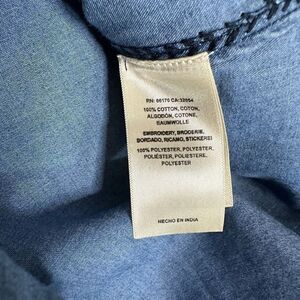 RN: 66170 CA:32054
100% COTTON, COTON,
ALGODÓN, COTONE,
BAUMWOLLE
EMBROIDERY, BRODERIE,
BORDADO, RICAMO, STICKEREI
100% POLYESTER, POLYESTER,
POLIÉSTER, POLIESTERE,
POLYESTER
HECHO EN INDIA